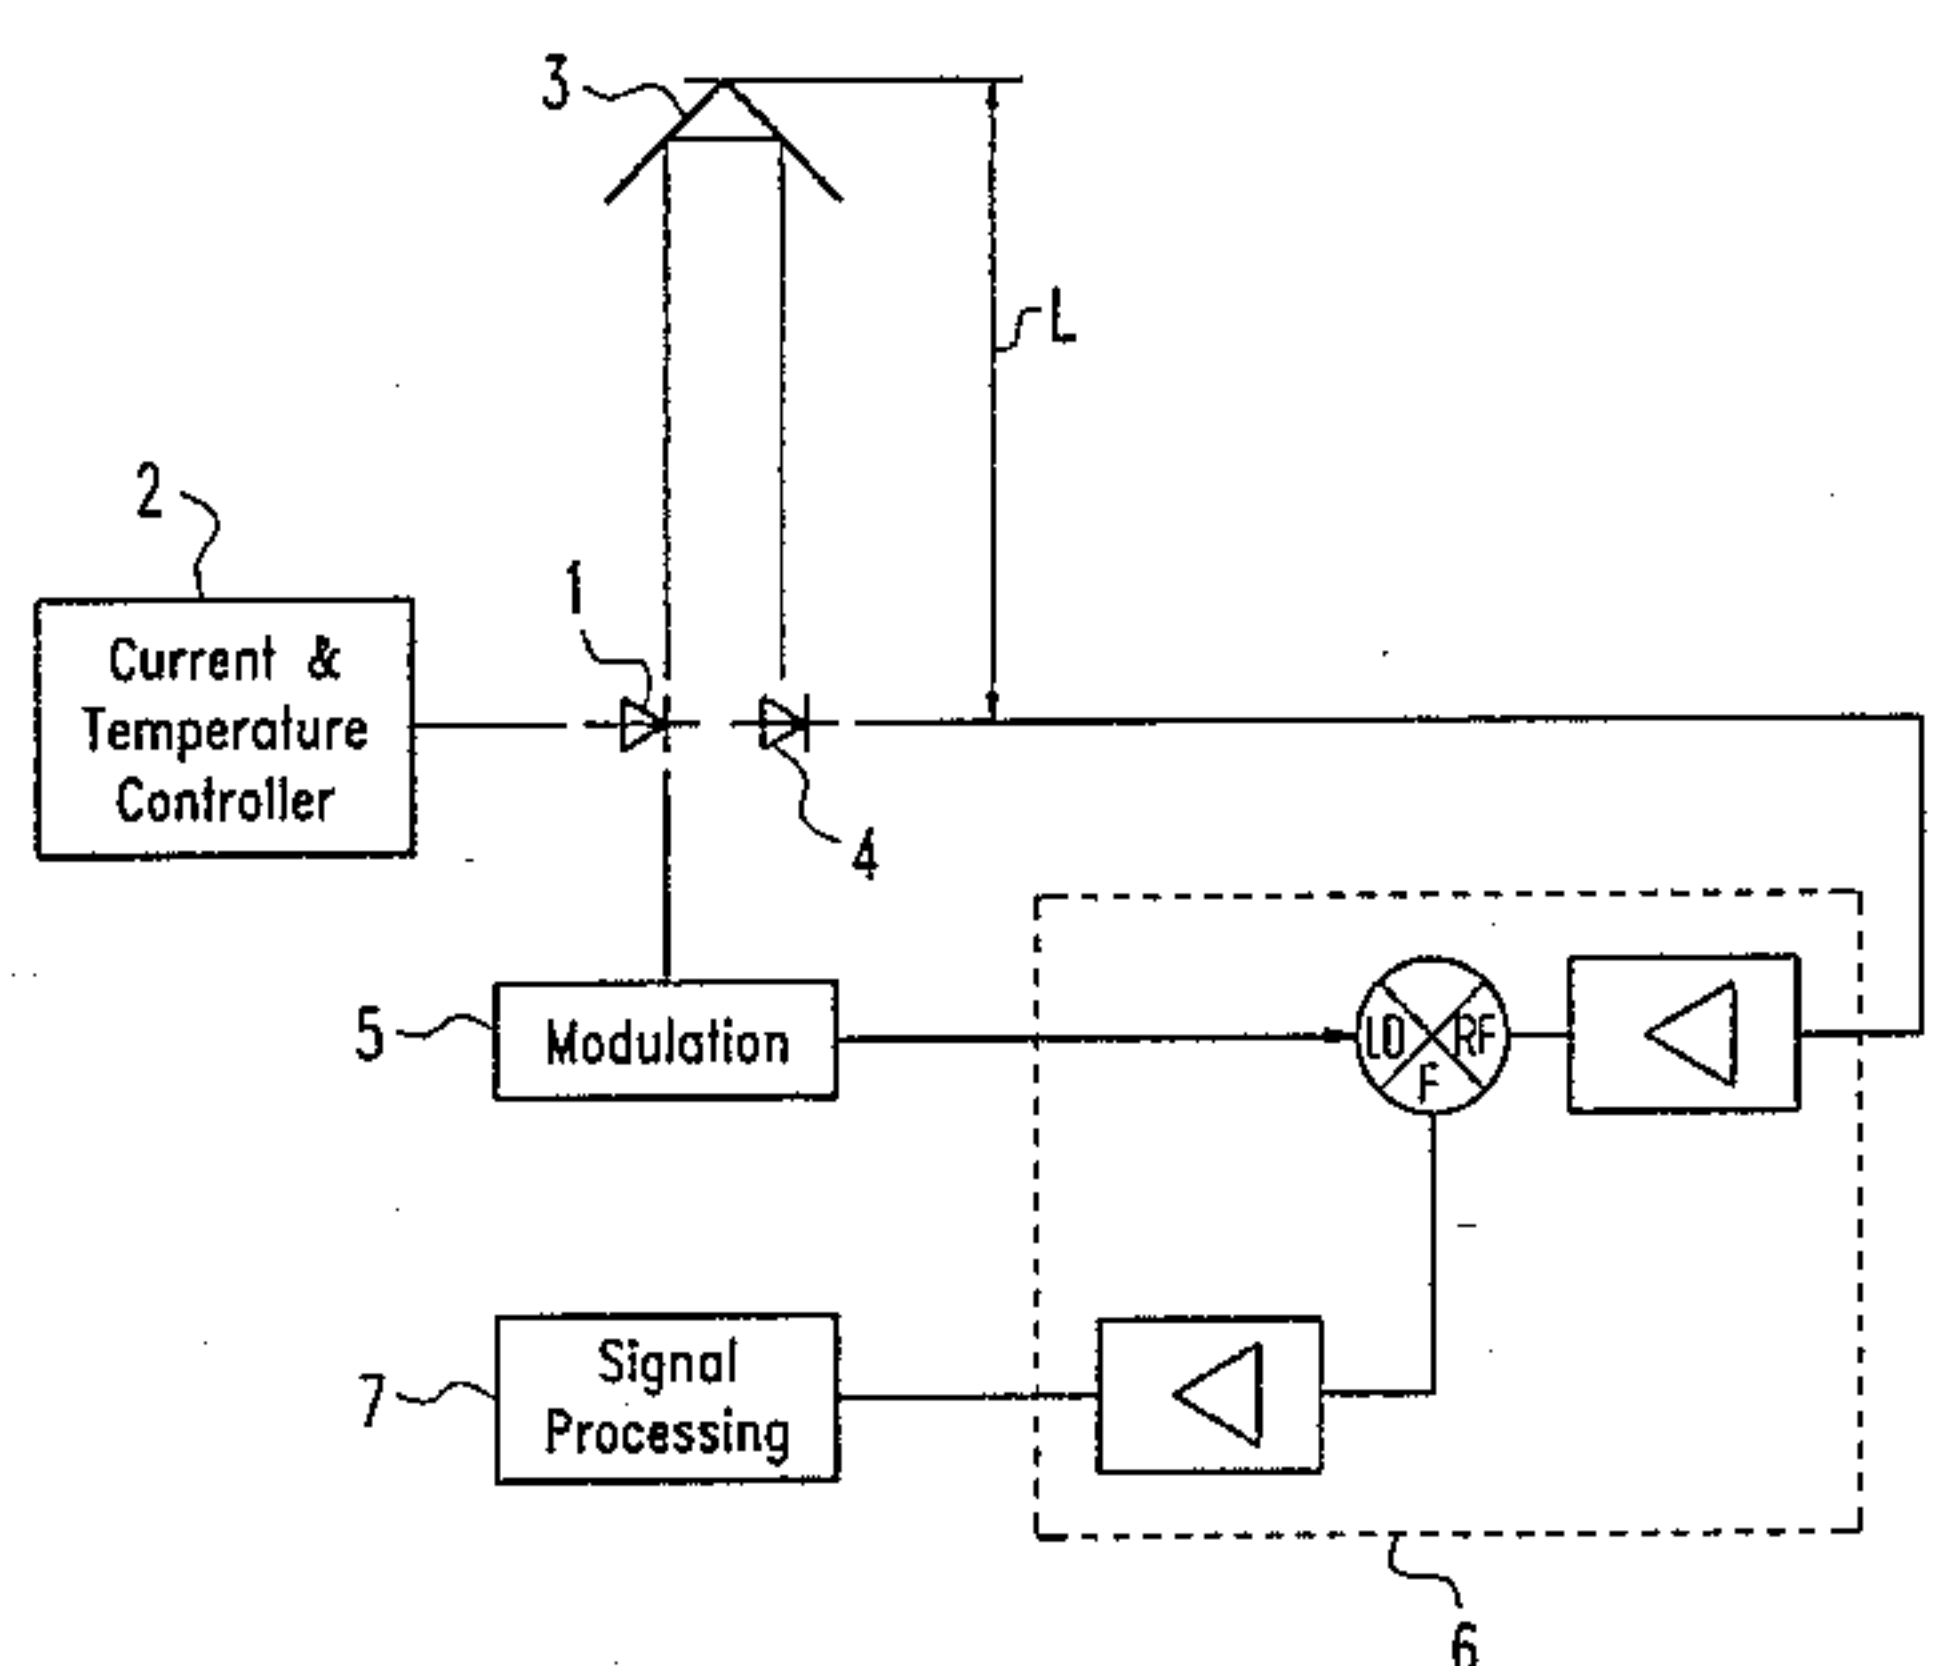 3
L
2
1
Current &
Temperature
Controller
4
5
Modulation
LO
RF
F
7
Signal
Processing
6